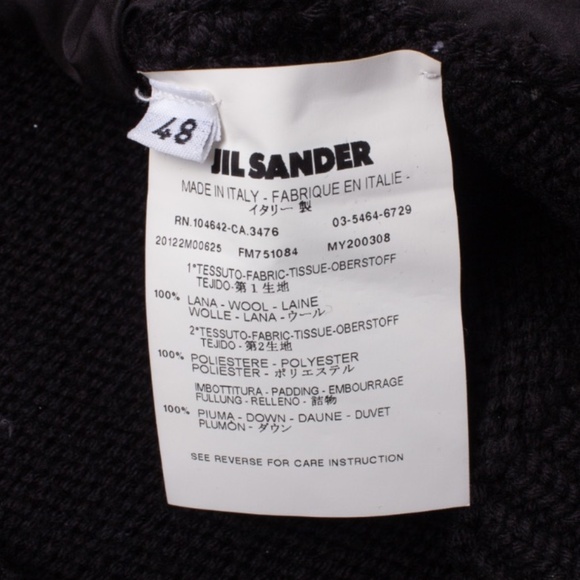 48
JIL SANDER
MADE IN ITALY - FABRIQUE EN ITALIE -
イタリー 製
RN.104642-CA.3476 03-5464-6729
20122M00625 FM751084 MY200308
1°TESSUTO-FABRIC-TISSUE-OBERSTOFF
TEJIDO-第1生地
100% LANA - WOOL - LAINE
WOLLE - LANA - ウール
2°TESSUTO-FABRIC-TISSUE-OBERSTOFF
TEJIDO-第2生地
100% POLIESTERE - POLYESTER
POLIESTER - ポリエステル
IMBOTTITURA - PADDING - EMBOURRAGE
FULLUNG - RELLENO - 詰物
100% PIUMA - DOWN - DAUNE - DUVET
PLUMÓN - ダウン
SEE REVERSE FOR CARE INSTRUCTION